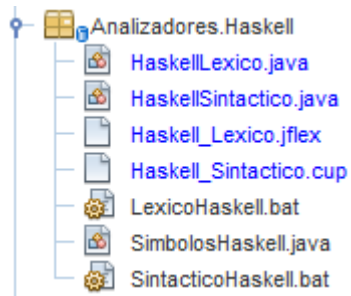 Analizadores.Haskell
HaskellLexico.java
HaskellSintactico.java
Haskell_Lexico.jflex
Haskell_Sintactico.cup
LexicoHaskell.bat
SimbolosHaskell.java
SintacticoHaskell.bat